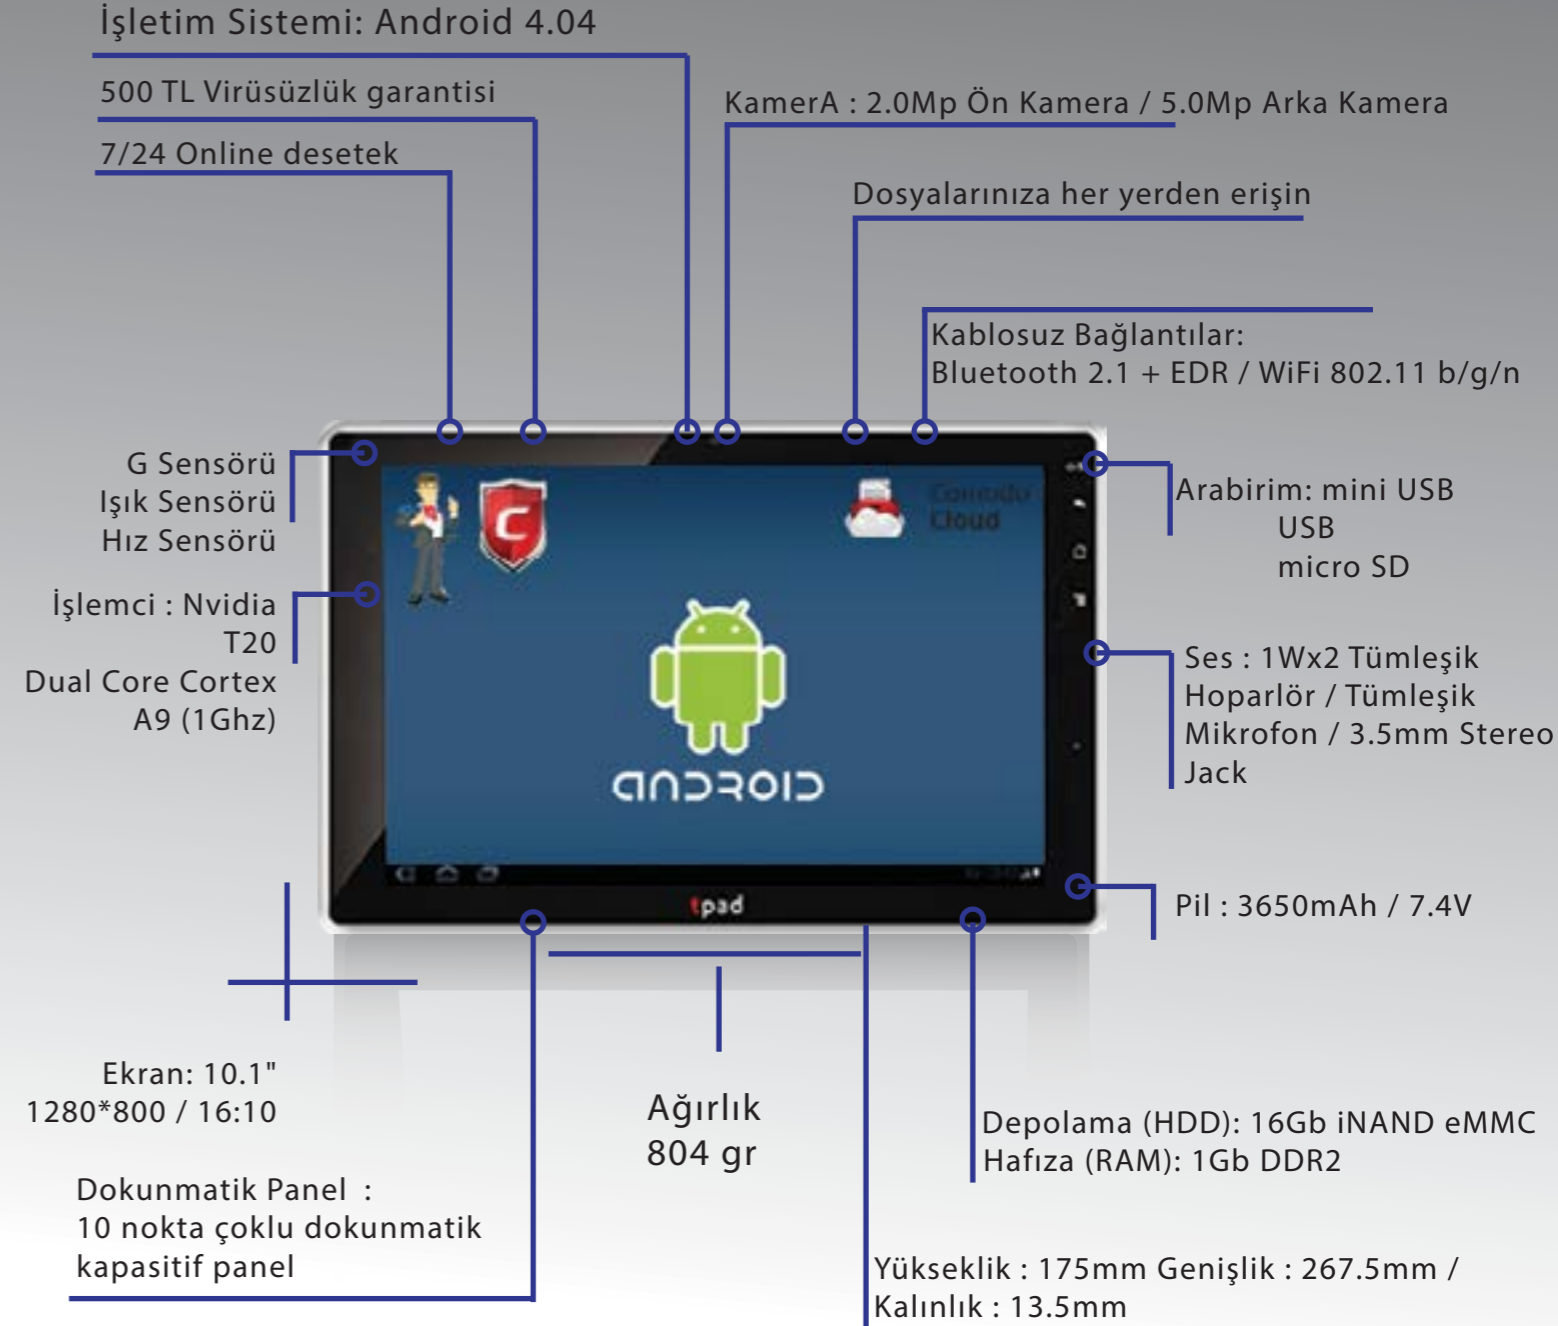 İşletim Sistemi: Android 4.04
500 TL Virüsüzlük garantisi
7/24 Online desetek
KamerA : 2.0Mp Ön Kamera / 5.0Mp Arka Kamera
Dosyalarınıza her yerden erişin
Kablosuz Bağlantılar:
Bluetooth 2.1 + EDR / WiFi 802.11 b/g/n
G Sensörü
Işık Sensörü
Hız Sensörü
İşlemci : Nvidia
T20
Dual Core Cortex
A9 (1Ghz)
C
Comodo
Cloud
ANDROID
tpad
Arabirim: mini USB
USB
micro SD
Ses : 1Wx2 Tümleşik
Hoparlör / Tümleşik
Mikrofon / 3.5mm Stereo
Jack
Pil : 3650mAh / 7.4V
Ekran: 10.1"
1280*800 / 16:10
Dokunmatik Panel :
10 nokta çoklu dokunmatik
kapasitif panel
Ağırlık
804 gr
Depolama (HDD): 16Gb iNAND eMMC
Hafıza (RAM): 1Gb DDR2
Yükseklik : 175mm Genişlik : 267.5mm /
Kalınlık : 13.5mm